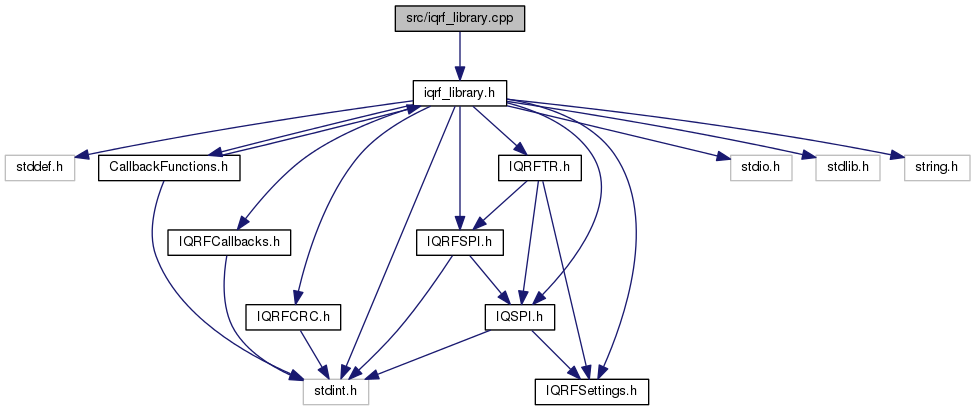 src/iqrf_library.cpp
iqrf_library.h
stddef.h
CallbackFunctions.h
IQRFTR.h
stdio.h
stdlib.h
string.h
IQRFCallbacks.h
IQRFSPI.h
IQRFCRC.h
IQSPI.h
stdint.h
IQRFSettings.h